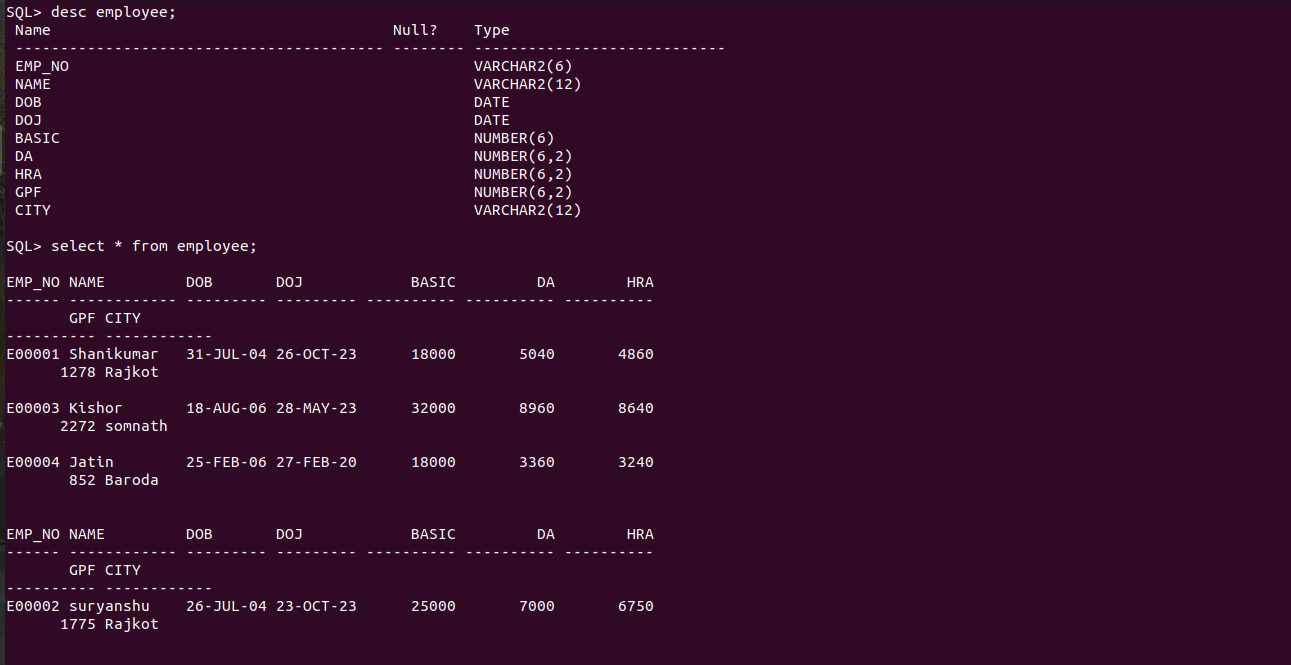 SQL> desc employee;
 Name                                      Null?    Type
 ----------------------------------------- -------- ----------------------------
 EMP_NO                                             VARCHAR2(6)
 NAME                                               VARCHAR2(12)
 DOB                                                DATE
 DOJ                                                DATE
 BASIC                                              NUMBER(6)
 DA                                                 NUMBER(6,2)
 HRA                                                NUMBER(6,2)
 GPF                                                NUMBER(6,2)
 CITY                                               VARCHAR2(12)

SQL> select * from employee;

EMP_NO NAME         DOB       DOJ            BASIC         DA        HRA
------ ------------ --------- --------- ---------- ---------- ----------
       GPF CITY
---------- ------------
E00001 Shanikumar   31-JUL-04 26-OCT-23      18000       5040       4860
      1278 Rajkot

E00003 Kishor       18-AUG-06 28-MAY-23      32000       8960       8640
      2272 somnath

E00004 Jatin        25-FEB-06 27-FEB-20      18000       3360       3240
       852 Baroda


EMP_NO NAME         DOB       DOJ            BASIC         DA        HRA
------ ------------ --------- --------- ---------- ---------- ----------
       GPF CITY
---------- ------------
E00002 suryanshu    26-JUL-04 23-OCT-23      25000       7000       6750
      1775 Rajkot